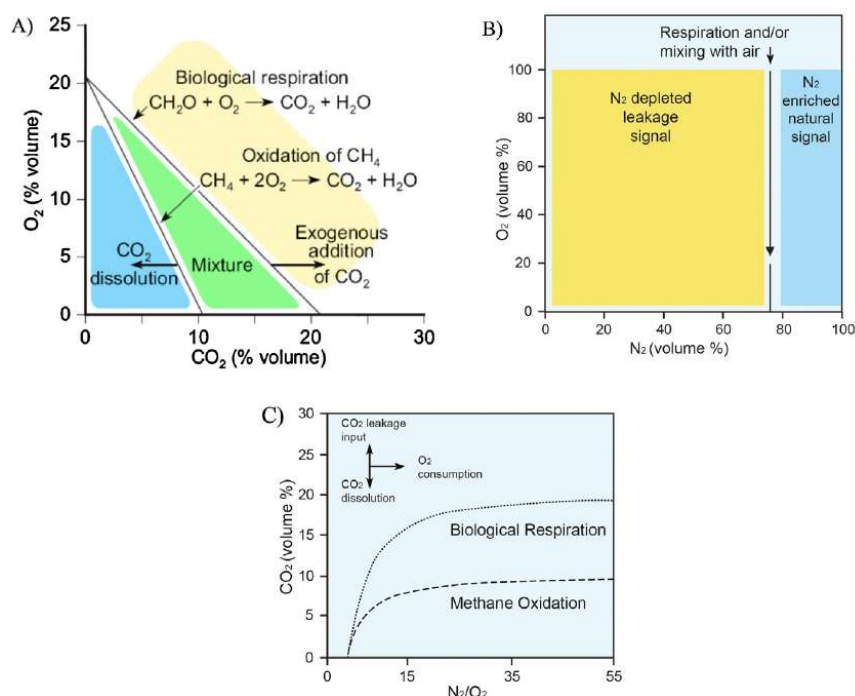 A)
O₂ (% volume)
25
20
15
10
5
0
Biological respiration
CH₂O + O₂ → CO₂ + H₂O
Oxidation of CH₄
CH₄ + 2O₂ → CO₂ + H₂O
CO₂
dissolution
Mixture
Exogenous
addition
of CO₂
0
10
20
30
CO₂ (% volume)
B)
Respiration and/or
mixing with air
O₂ (volume %)
100
80
60
40
20
0
N₂ depleted
leakage
signal
N₂
enriched
natural
signal
0
20
40
60
80
100
N₂ (volume %)
C)
CO₂ (volume %)
30
25
20
15
10
5
0
CO₂ leakage
input
O₂
consumption
CO₂
dissolution
Biological Respiration
Methane Oxidation
0
15
35
55
N₂/O₂